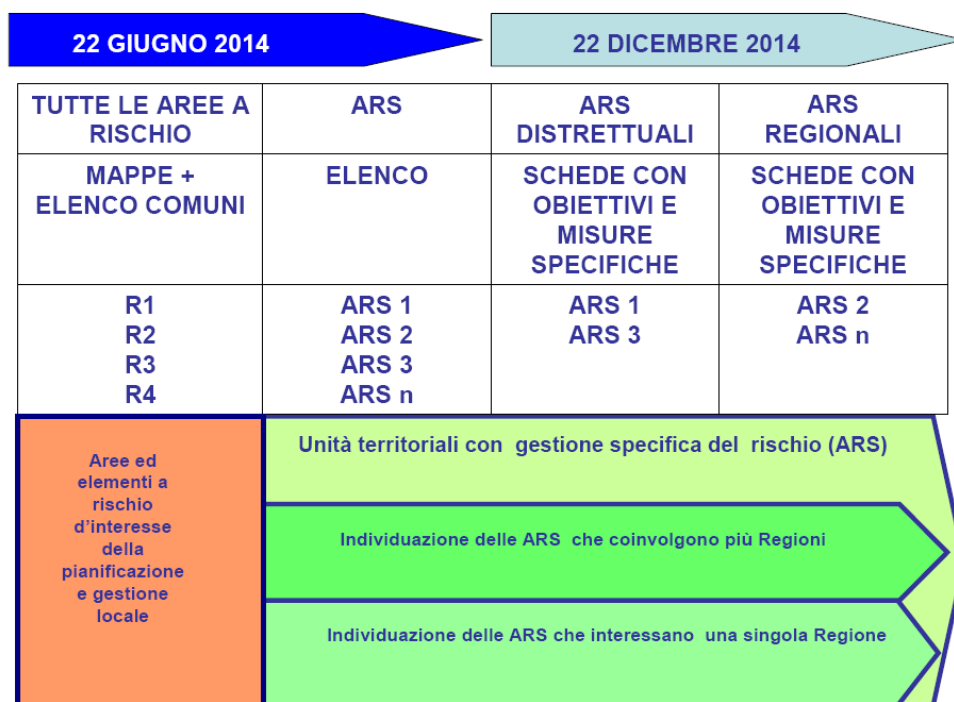 22 GIUGNO 2014
22 DICEMBRE 2014
TUTTE LE AREE A
RISCHIO
ARS
ARS
DISTRETTUALI
ARS
REGIONALI
MAPPE +
ELENCO COMUNI
ELENCO
SCHEDE CON
OBIETTIVI E
MISURE
SPECIFICHE
SCHEDE CON
OBIETTIVI E
MISURE
SPECIFICHE
R1
R2
R3
R4
ARS 1
ARS 2
ARS 3
ARS n
ARS 1
ARS 3
ARS 2
ARS n
Aree ed
elementi a
rischio
d'interesse
della
pianificazione
e gestione
locale
Unità territoriali con gestione specifica del rischio (ARS)
Individuazione delle ARS che coinvolgono più Regioni
Individuazione delle ARS che interessano una singola Regione